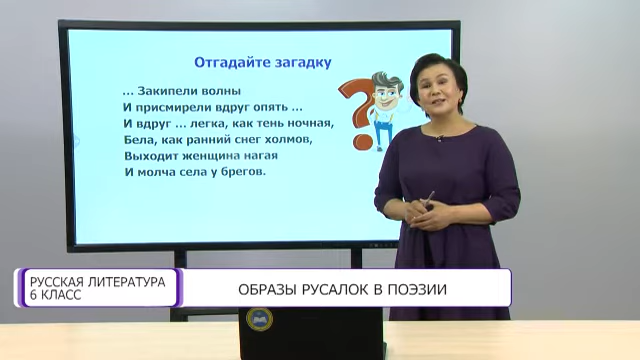 Отгадайте загадку
... Закипели волны
И присмирели вдруг опять ...
И вдруг ... легка, как тень ночная,
Бела, как ранний снег холмов,
Выходит женщина нагая
И молча села у брегов.
РУССКАЯ ЛИТЕРАТУРА
6 КЛАСС
ОБРАЗЫ РУСАЛОК В ПОЭЗИИ